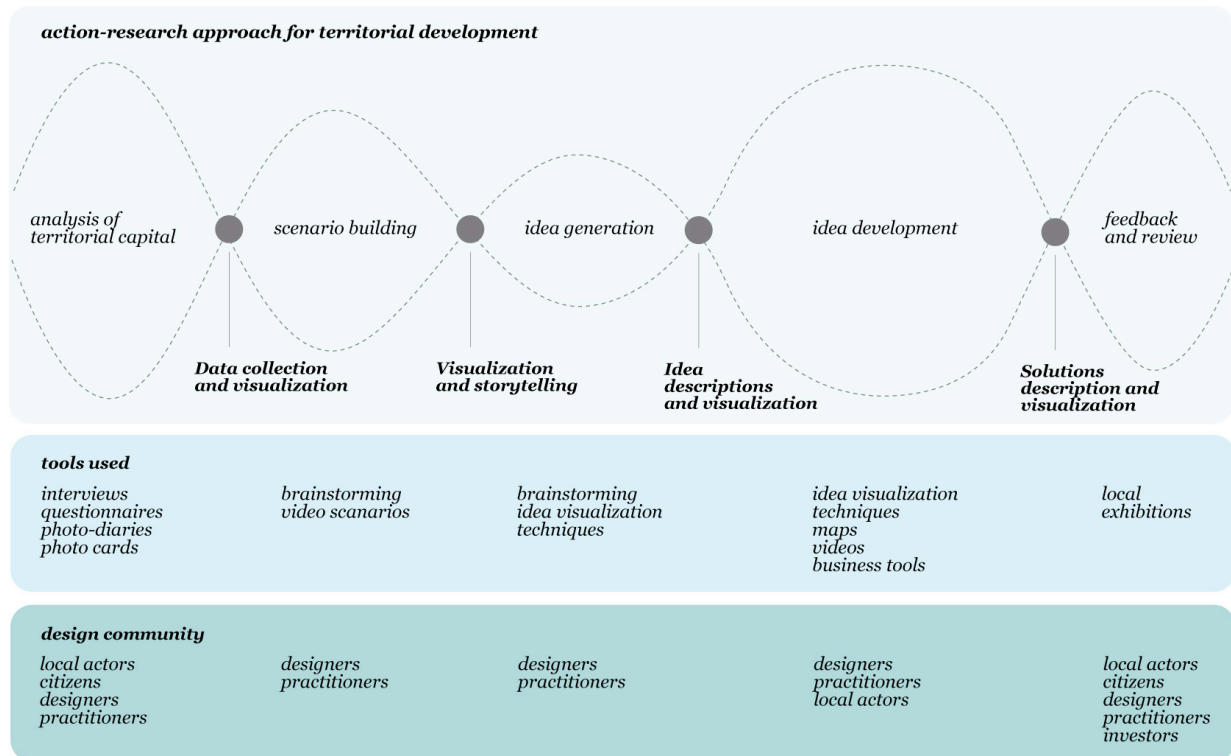 action-research approach for territorial development
analysis of
territorial capital
scenario building
idea generation
idea development
feedback
and review
Data collection
and visualization
Visualization
and storytelling
Idea
descriptions
and visualization
Solutions
description and
visualization
tools used
interviews
questionnaires
photo-diaries
photo cards
brainstorming
video scanarios
brainstorming
idea visualization
techniques
idea visualization
techniques
maps
videos
business tools
local
exhibitions
design community
local actors
citizens
designers
practitioners
designers
practitioners
designers
practitioners
designers
practitioners
local actors
local actors
citizens
designers
practitioners
investors